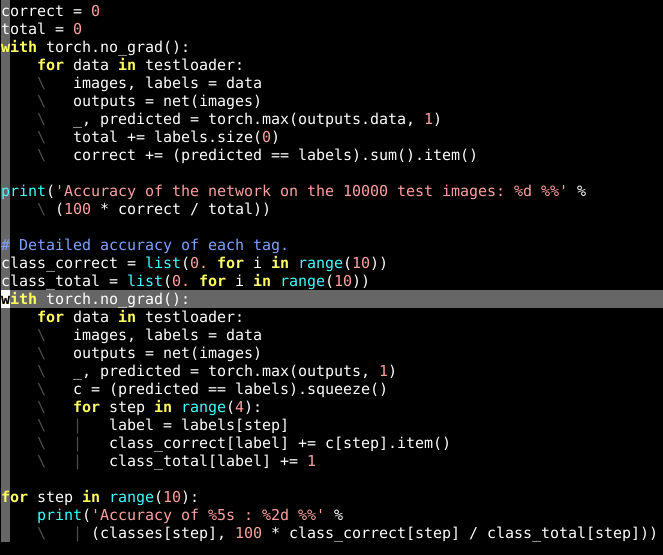 correct = 0
total = 0
with torch.no_grad():
    for data in testloader:
    \   images, labels = data
    \   outputs = net(images)
    \   _, predicted = torch.max(outputs.data, 1)
    \   total += labels.size(0)
    \   correct += (predicted == labels).sum().item()

print('Accuracy of the network on the 10000 test images: %d %%' %
    \ (100 * correct / total))

# Detailed accuracy of each tag.
class_correct = list(0. for i in range(10))
class_total = list(0. for i in range(10))
with torch.no_grad():
    for data in testloader:
    \   images, labels = data
    \   outputs = net(images)
    \   _, predicted = torch.max(outputs, 1)
    \   c = (predicted == labels).squeeze()
    \   for step in range(4):
    \   |   label = labels[step]
    \   |   class_correct[label] += c[step].item()
    \   |   class_total[label] += 1

for step in range(10):
    print('Accuracy of %5s : %2d %%' %
    \   | (classes[step], 100 * class_correct[step] / class_total[step]))